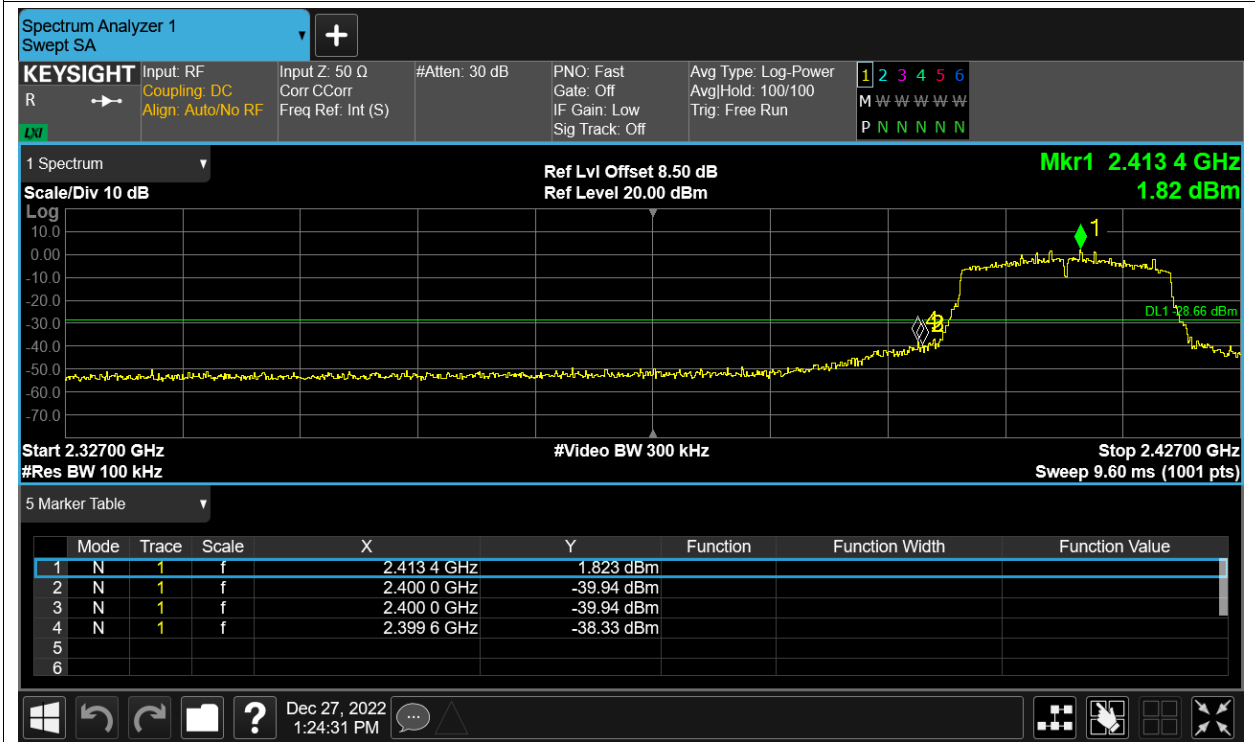 Spectrum Analyzer 1
Swept SA
+
KEYSIGHT
R
LXI
Input: RF
Coupling: DC
Align: Auto/No RF
Input Z: 50 Ω
Corr CCorr
Freq Ref: Int (S)
#Atten: 30 dB
PNO: Fast
Gate: Off
IF Gain: Low
Sig Track: Off
Avg Type: Log-Power
Avg|Hold: 100/100
Trig: Free Run
1 2 3 4 5 6
M W W W W W
P N N N N N
1 Spectrum
Scale/Div 10 dB
Ref Lvl Offset 8.50 dB
Ref Level 20.00 dBm
Mkr1 2.413 4 GHz
1.82 dBm
Log
10.0
0.00
-10.0
-20.0
-30.0
-40.0
-50.0
-60.0
-70.0
1
4
DL1 -28.66 dBm
Start 2.32700 GHz
#Video BW 300 kHz
Stop 2.42700 GHz
#Res BW 100 kHz
Sweep 9.60 ms (1001 pts)
5 Marker Table
Mode Trace Scale X Y Function Function Width Function Value
1 N 1 f 2.413 4 GHz 1.823 dBm
2 N 1 f 2.400 0 GHz -39.94 dBm
3 N 1 f 2.400 0 GHz -39.94 dBm
4 N 1 f 2.399 6 GHz -38.33 dBm
5
6
?
Dec 27, 2022
1:24:31 PM